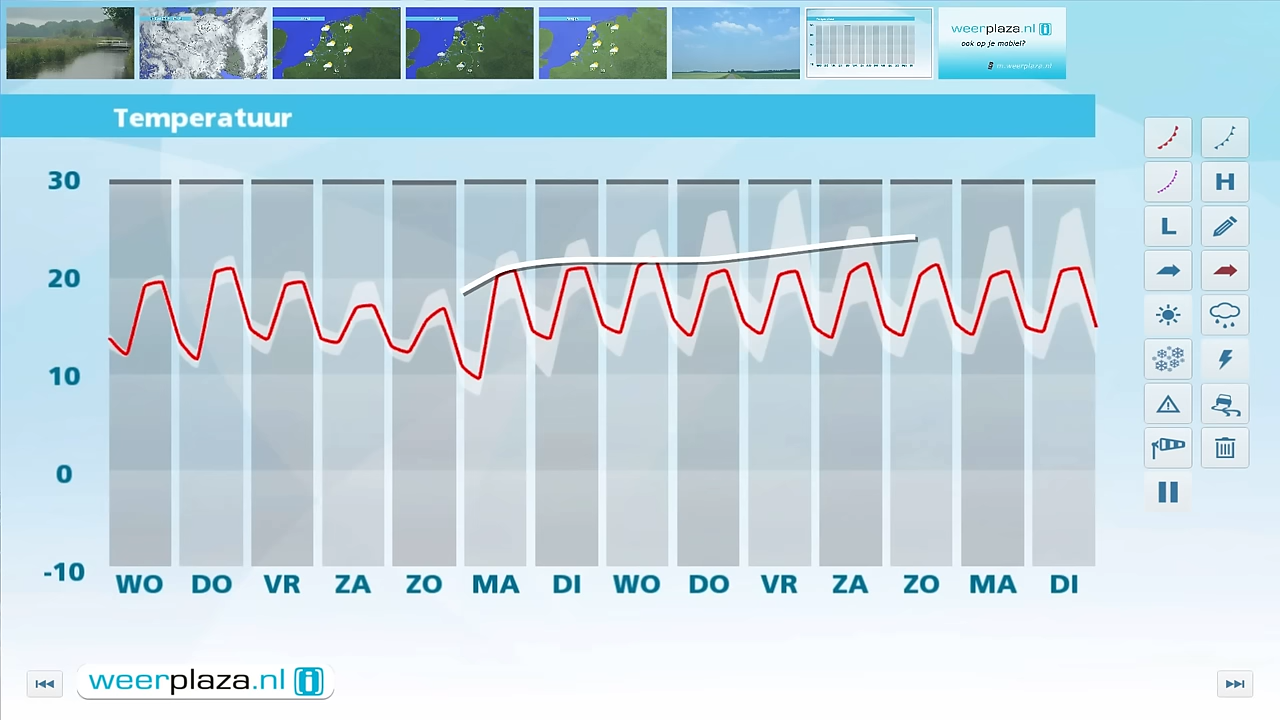 weerplaza.nl
ook op je mobiel?
m.weerplaza.nl
Temperatuur
30
20
10
0
-10
WO DO VR ZA ZO MA DI WO DO VR ZA ZO MA DI
H
L
weerplaza.nl